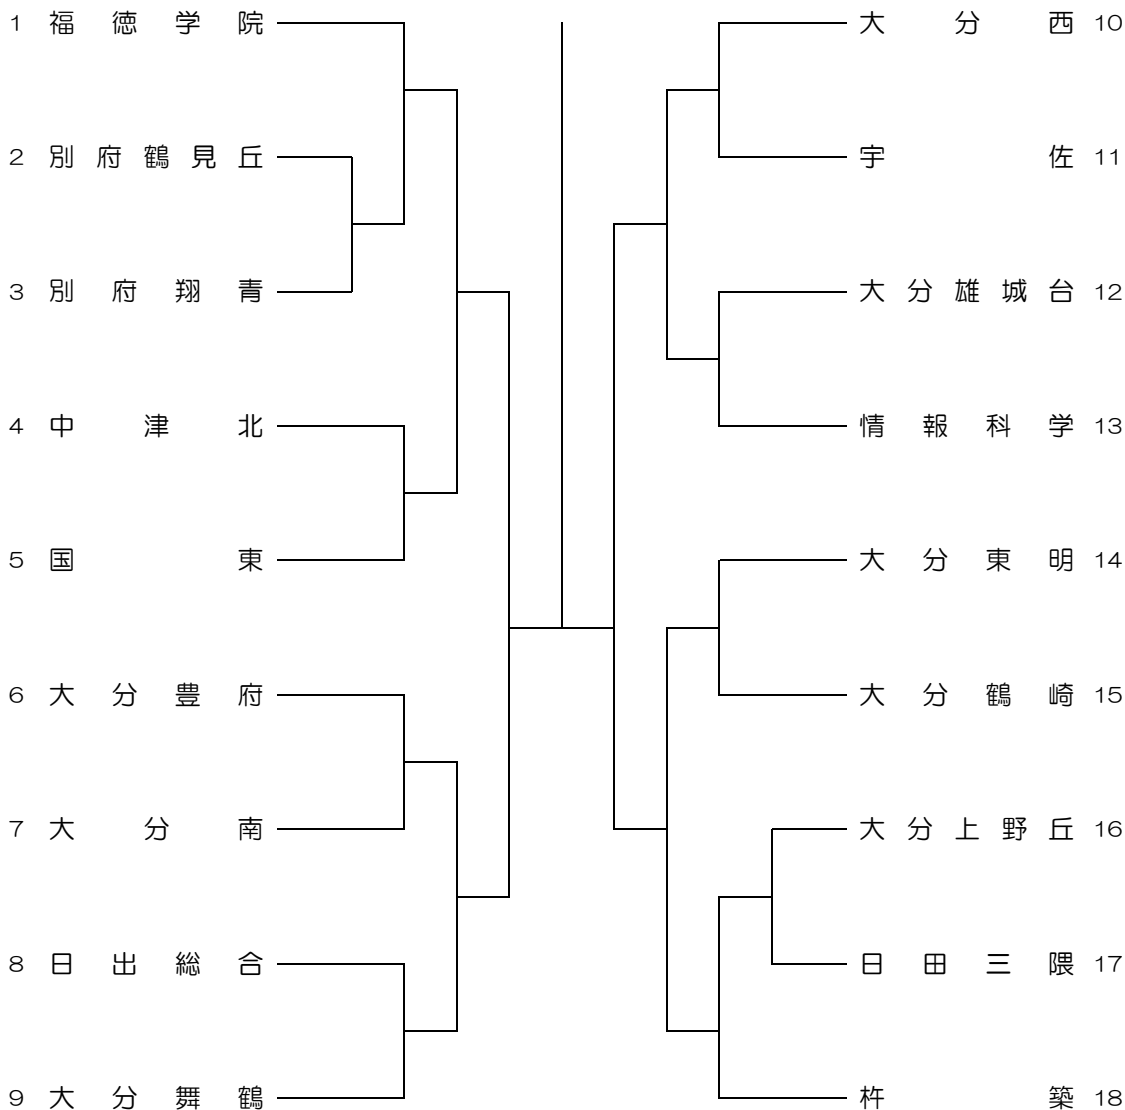 1 福徳学院
2 別府鶴見丘
3 別府翔青
4 中津北
5 国東
6 大分豊府
7 大分南
8 日出総合
9 大分舞鶴
大分西 10
宇佐 11
大分雄城台 12
情報科学 13
大分東明 14
大分鶴崎 15
大分上野丘 16
日田三隈 17
杵築 18